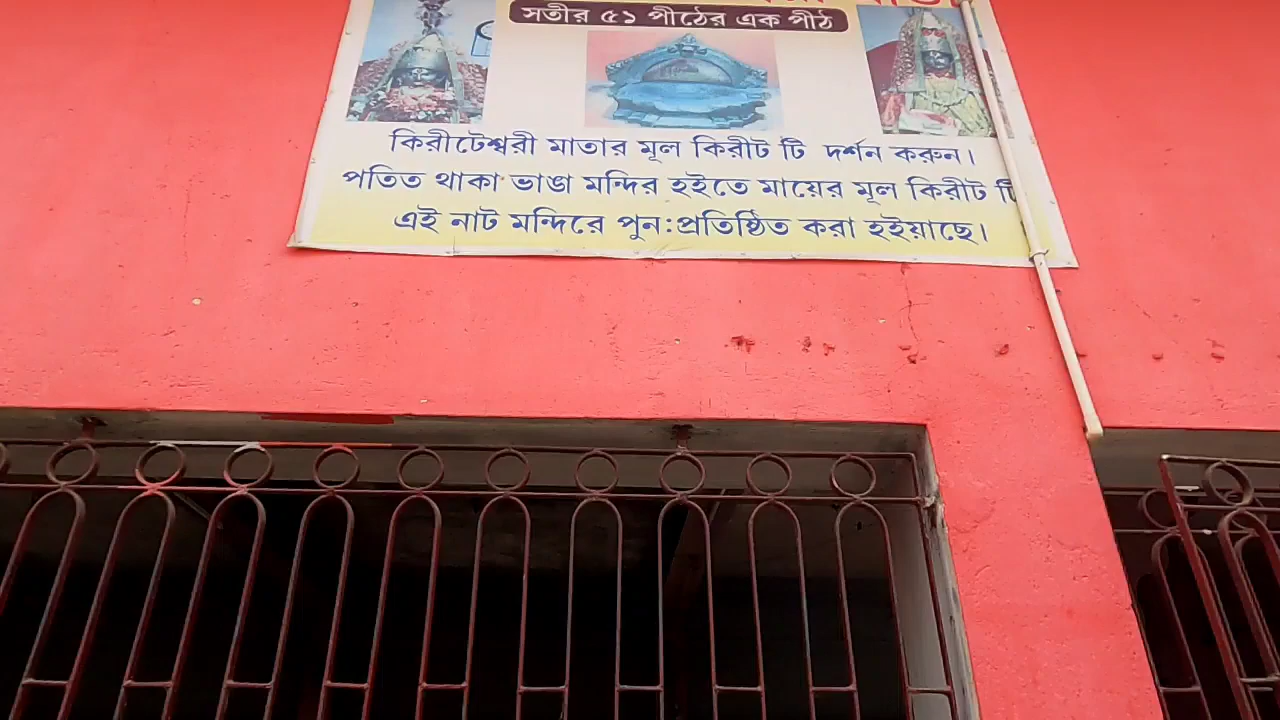 সতীর ৫১ পীঠের এক পীঠ
কিরীটেশ্বরী মাতার মূল কিরীট টি দর্শন করুন।
পতিত থাকা ভাঙা মন্দির হইতে মায়ের মূল কিরীট টি
এই নাট মন্দিরে পুন:প্রতিষ্ঠিত করা হইয়াছে।